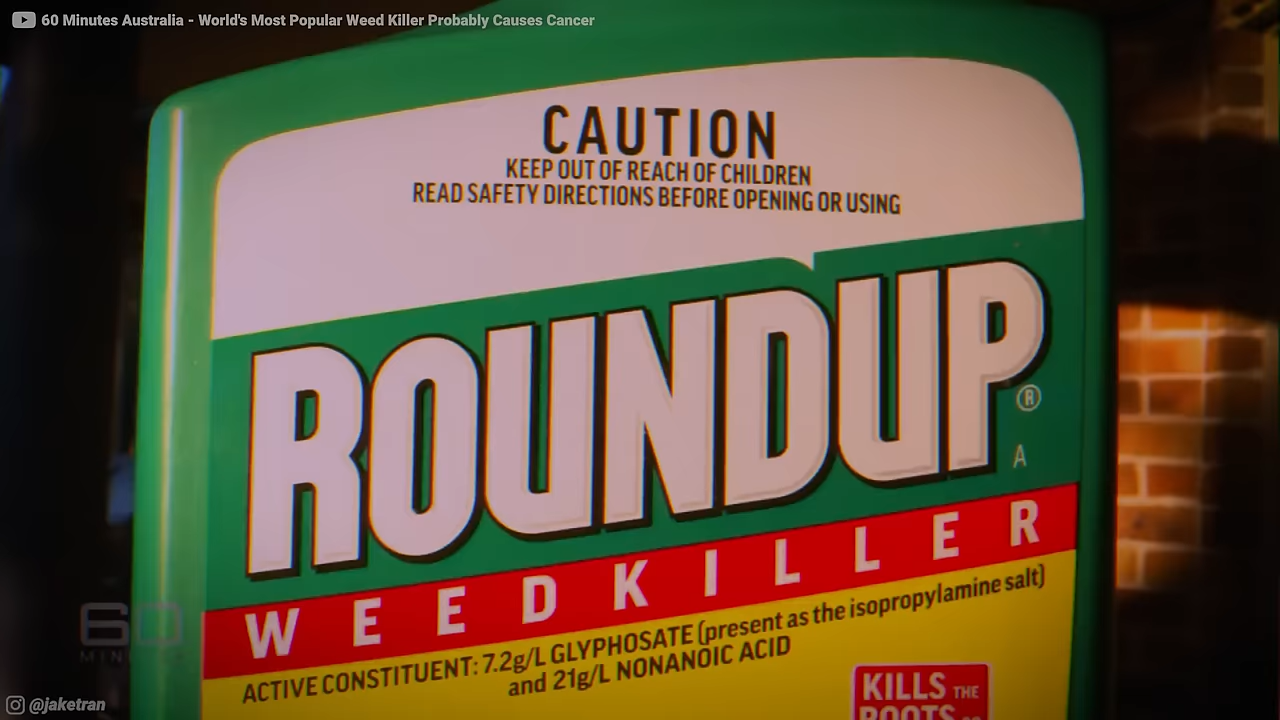 60 Minutes Australia - World's Most Popular Weed Killer Probably Causes Cancer
CAUTION
KEEP OUT OF REACH OF CHILDREN
READ SAFETY DIRECTIONS BEFORE OPENING OR USING
ROUNDUP®
A
WEEDKILLER
ACTIVE CONSTITUENT: 7.2g/L GLYPHOSATE (present as the isopropylamine salt)
and 21g/L NONANOIC ACID
KILLS THE
ROOTS
60
MINUTES
@jaketran